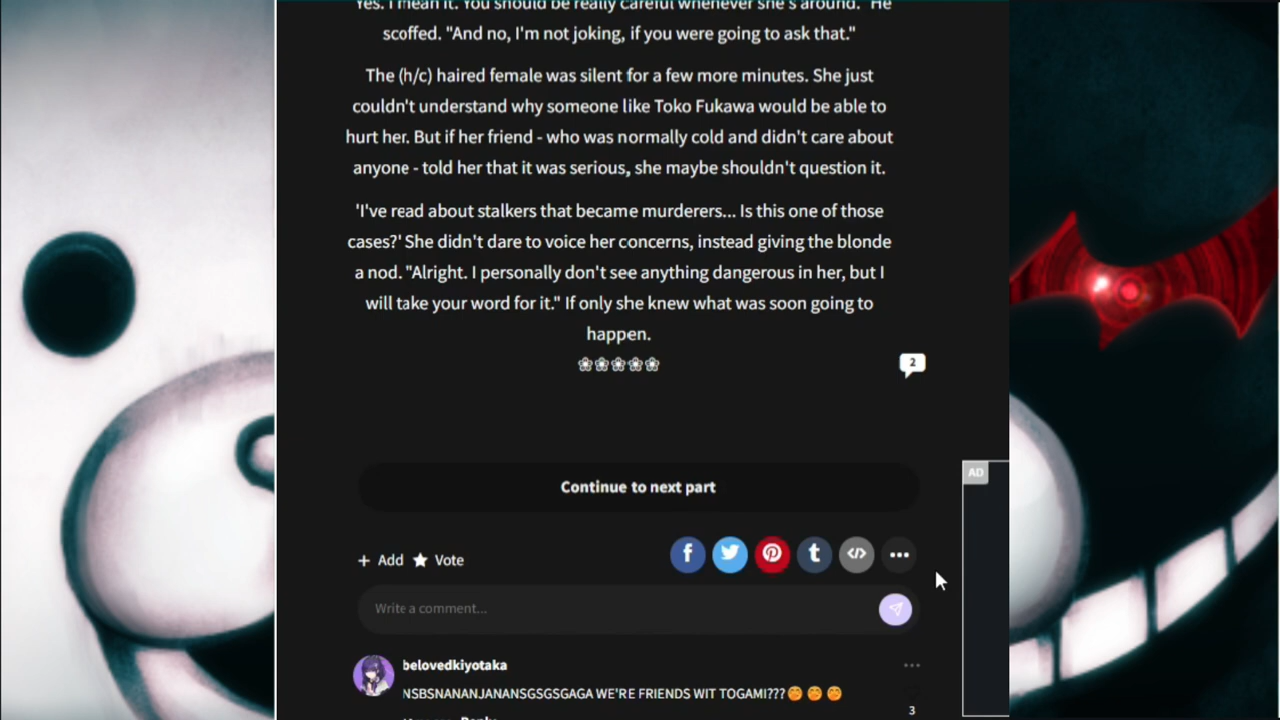 Yes. I mean it. You should be really careful whenever she's around." He
scoffed. "And no, I'm not joking, if you were going to ask that."
The (h/c) haired female was silent for a few more minutes. She just
couldn't understand why someone like Toko Fukawa would be able to
hurt her. But if her friend - who was normally cold and didn't care about
anyone - told her that it was serious, she maybe shouldn't question it.
'I've read about stalkers that became murderers... Is this one of those
cases?' She didn't dare to voice her concerns, instead giving the blonde
a nod. "Alright. I personally don't see anything dangerous in her, but I
will take your word for it." If only she knew what was soon going to
happen.
❀❀❀❀❀
2
Continue to next part
AD
+ Add ★ Vote
Write a comment...
belovedkiyotaka
NSBSNANANJANANSGSGSGAGA WE'RE FRIENDS WIT TOGAMI???
3